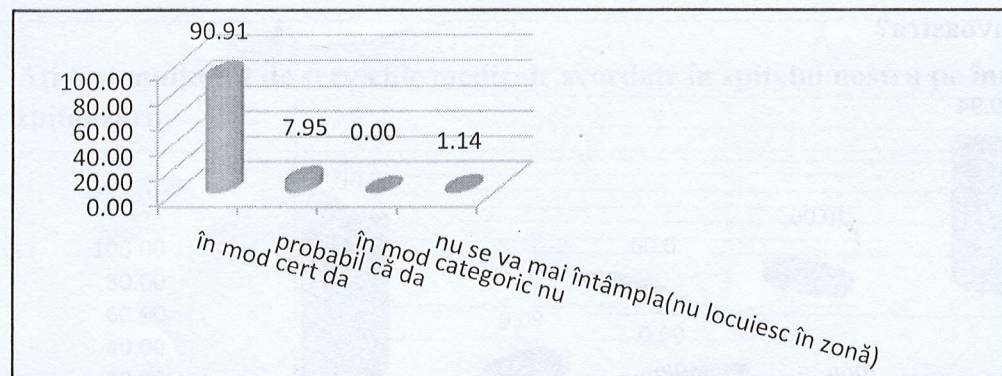 90.91
7.95
0.00
1.14
100.00
80.00
60.00
40.00
20.00
0.00
în mod cert da
probabil că da
în mod categoric nu
nu se va mai întâmpla(nu locuiesc în zonă)